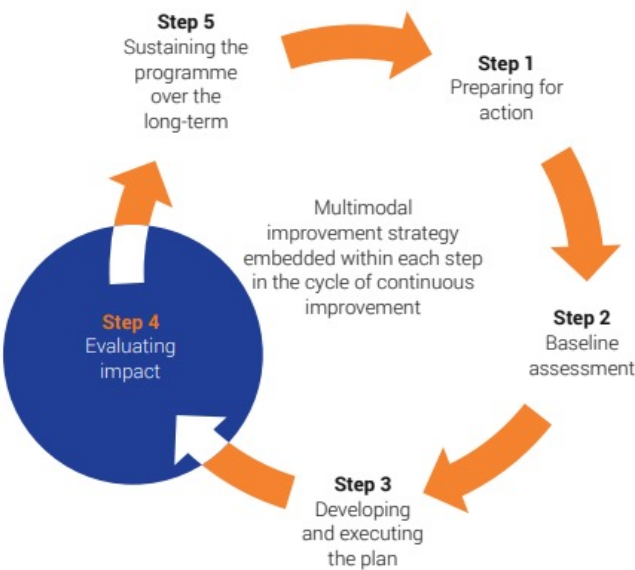 Step 5
Sustaining the
programme
over the
long-term
Step 1
Preparing for
action
Multimodal
improvement strategy
embedded within each step
in the cycle of continuous
improvement
Step 2
Baseline
assessment
Step 4
Evaluating
impact
Step 3
Developing
and executing
the plan